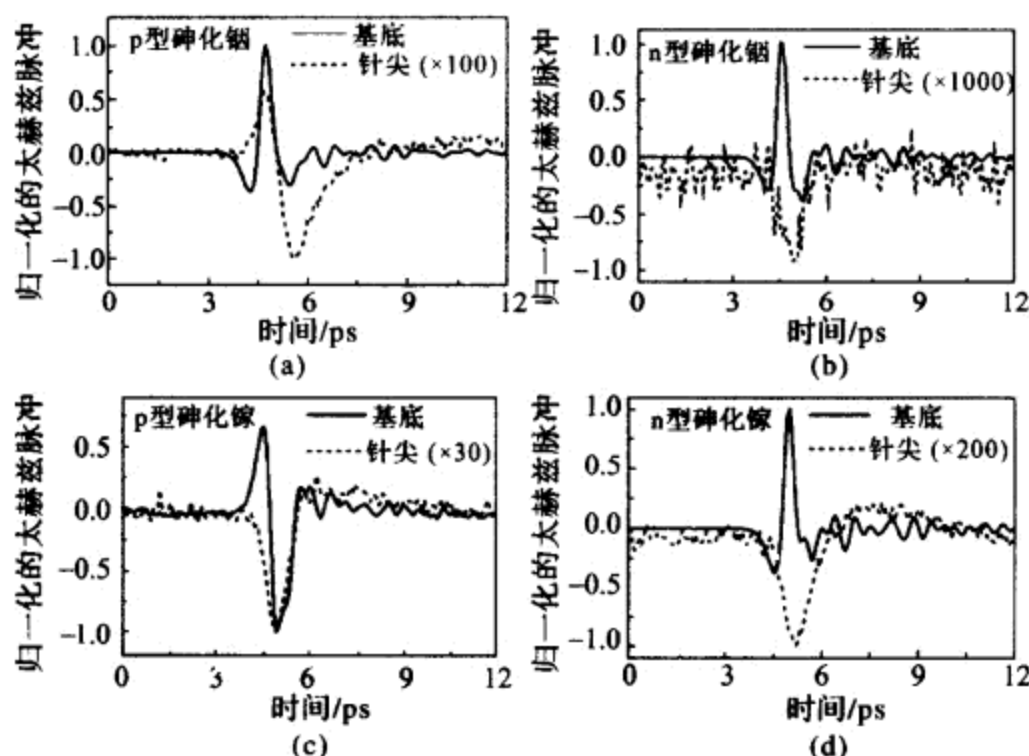 归一化的太赫兹脉冲
p型砷化铟
基底
针尖 (×100)
1.0
0.5
0.0
−0.5
−1.0
0 3 6 9 12
时间/ps
(a)
归一化的太赫兹脉冲
n型砷化铟
基底
针尖 (×1000)
1.0
0.5
0.0
−0.5
−1.0
0 3 6 9 12
时间/ps
(b)
归一化的太赫兹脉冲
p型砷化镓
基底
针尖 (×30)
0.5
0.0
−0.5
−1.0
0 3 6 9 12
时间/ps
(c)
归一化的太赫兹脉冲
n型砷化镓
基底
针尖 (×200)
1.0
0.5
0.0
−0.5
−1.0
0 3 6 9 12
时间/ps
(d)